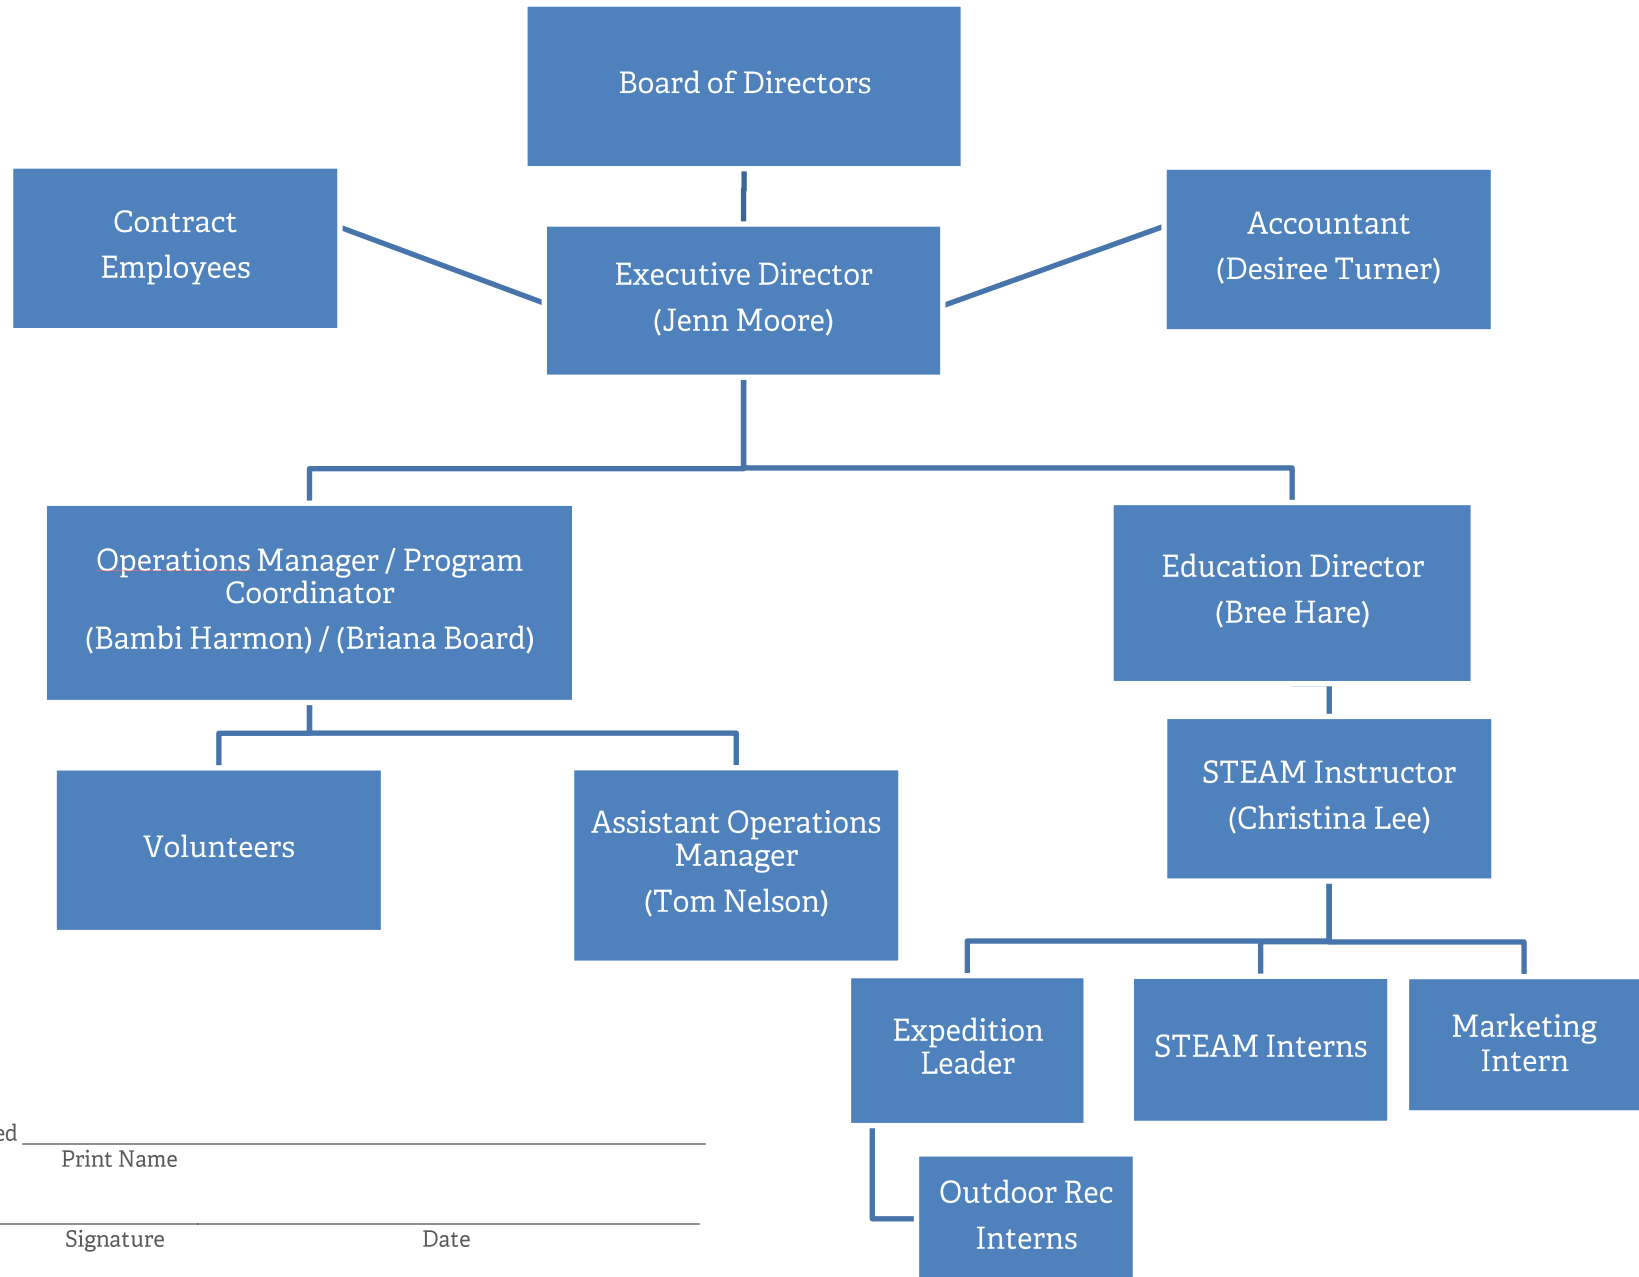 Board of Directors
Contract
Employees
Executive Director
(Jenn Moore)
Accountant
(Desiree Turner)
Operations Manager / Program
Coordinator
(Bambi Harmon) / (Briana Board)
Education Director
(Bree Hare)
Volunteers
Assistant Operations
Manager
(Tom Nelson)
STEAM Instructor
(Christina Lee)
Expedition
Leader
STEAM Interns
Marketing
Intern
Outdoor Rec
Interns
ed
Print Name
Signature Date